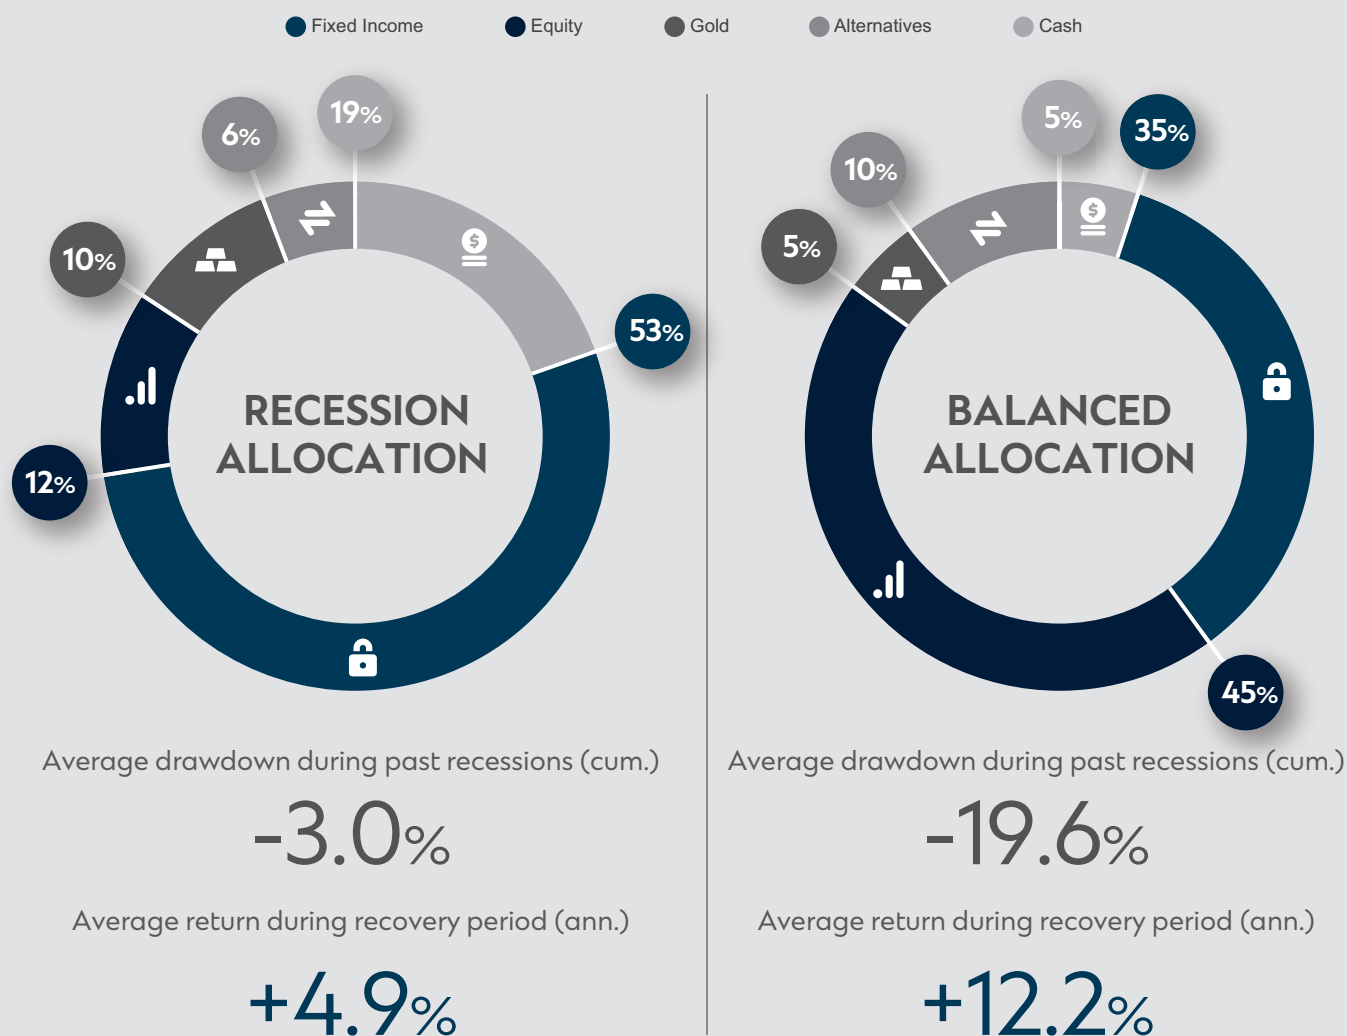 Fixed Income Equity Gold Alternatives Cash
19%
6%
10%
53%
12%
RECESSION
ALLOCATION
Average drawdown during past recessions (cum.)
-3.0%
Average return during recovery period (ann.)
+4.9%
5%
35%
10%
5%
45%
BALANCED
ALLOCATION
Average drawdown during past recessions (cum.)
-19.6%
Average return during recovery period (ann.)
+12.2%